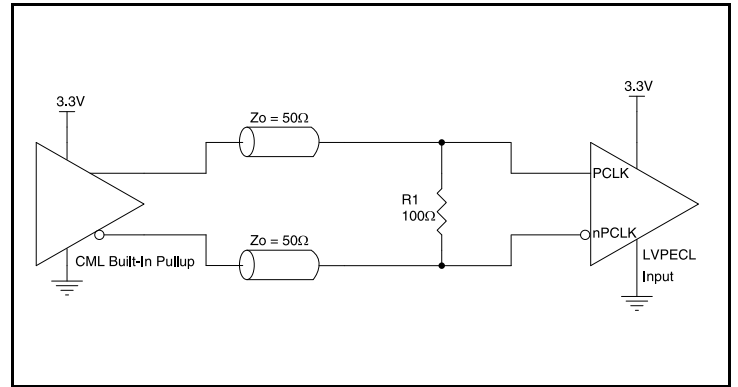 3.3V
3.3V
Zo = 50Ω
PCLK
R1
100Ω
Zo = 50Ω
nPCLK
CML Built-In Pullup
LVPECL
Input